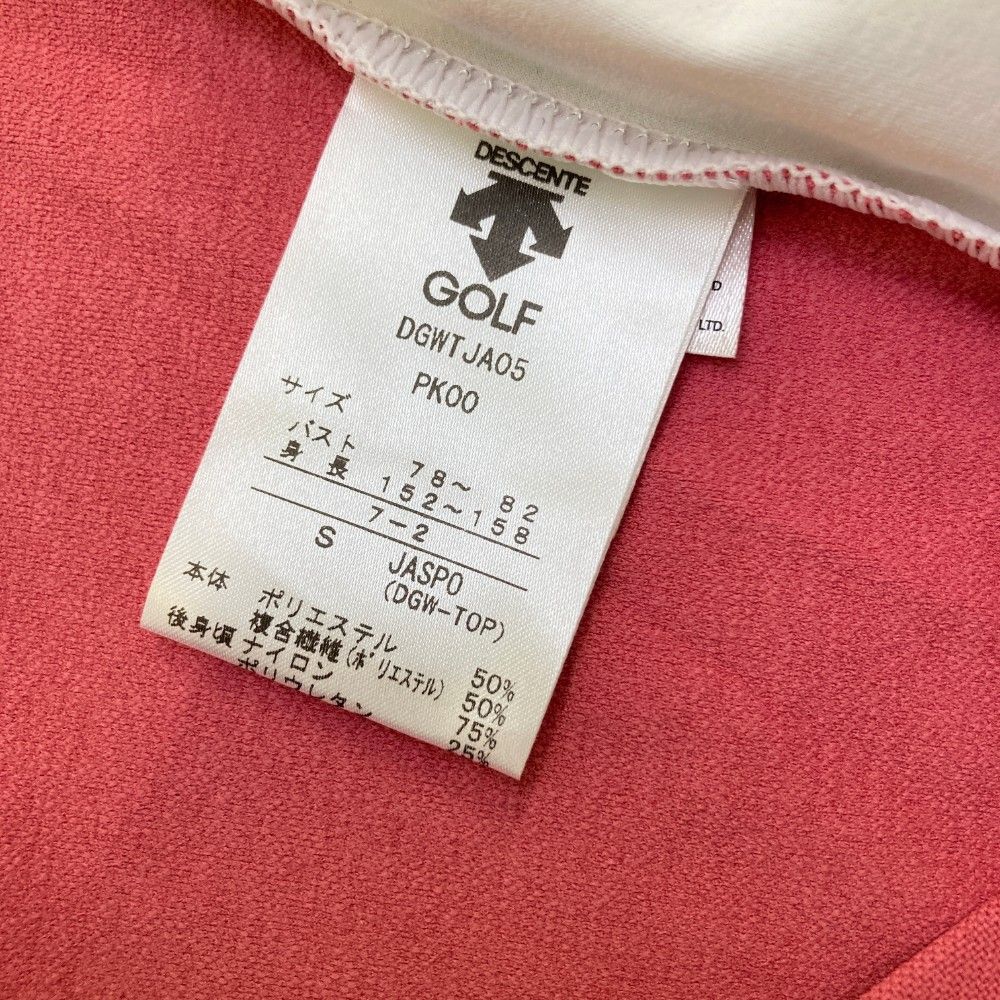 DESCENTE
GOLF
DGWTJA05
PK00
サイズ
バスト 78～ 82
身 長 152～158
7-2
S JASPO
(DGW-TOP)
本体 ポリエステル 50%
複合繊維(ポリエステル) 50%
後身頃 ナイロン 75%
ポリウレタン 25%
D
LTD.